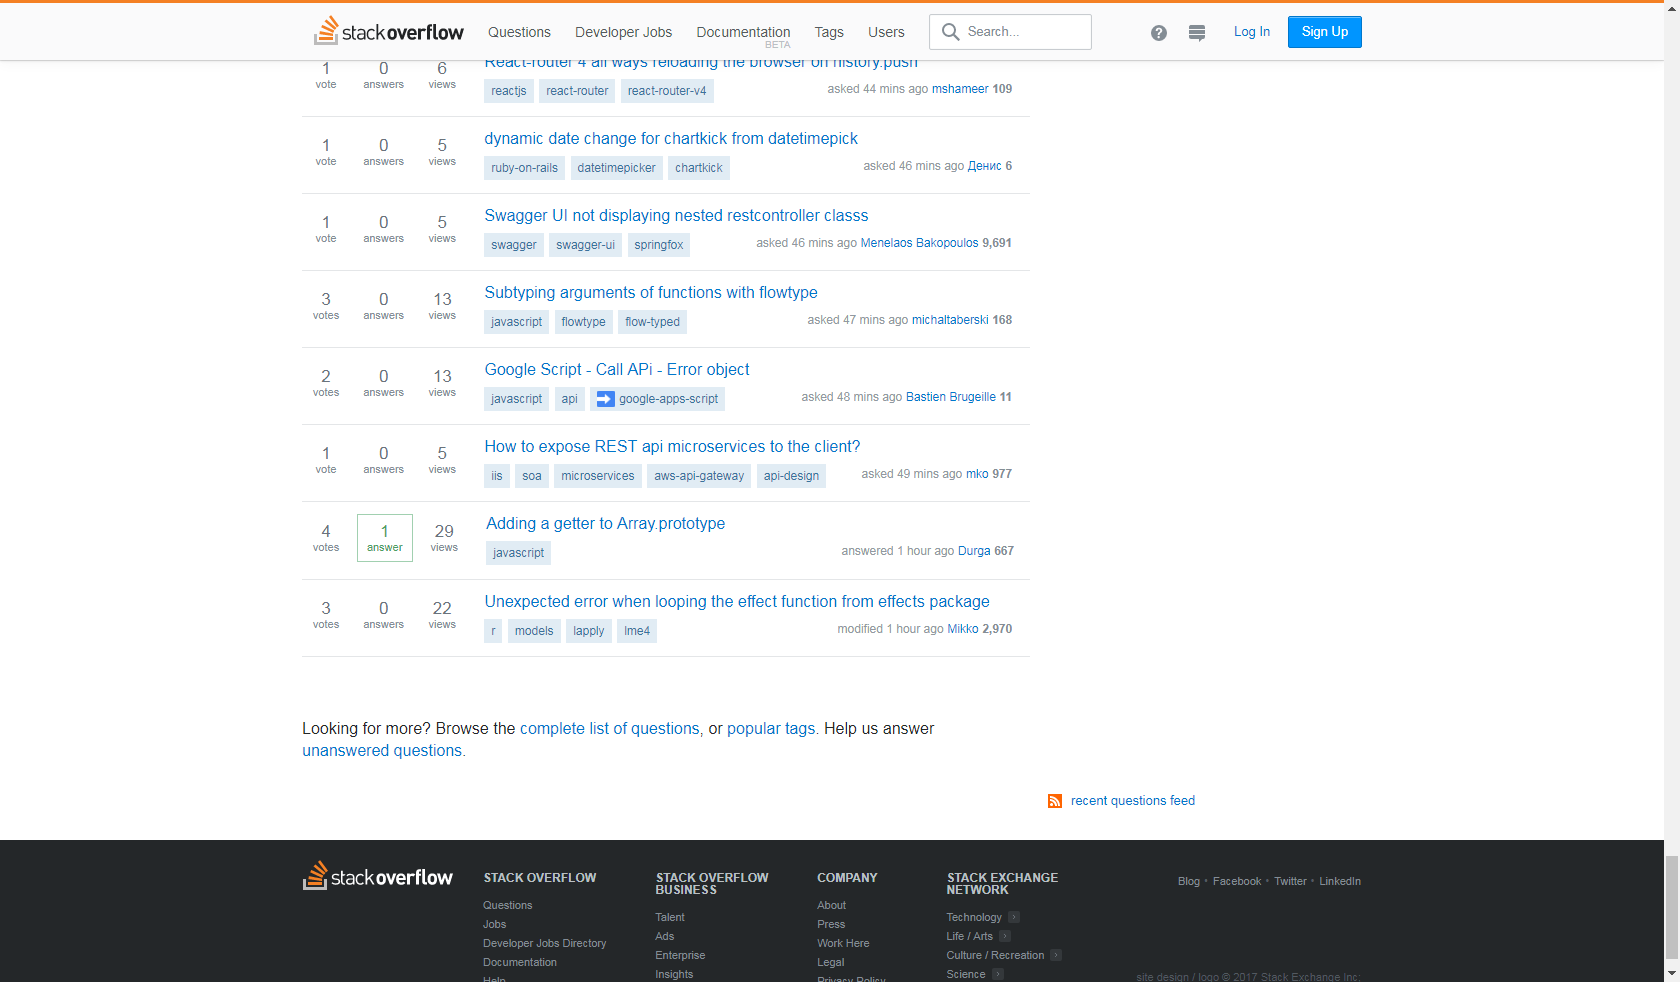 stackoverflow Questions Developer Jobs Documentation BETA Tags Users Search... Log In Sign Up
React-router 4 all ways reloading the browser on history.push
1 vote 0 answers 6 views
reactjs react-router react-router-v4 asked 44 mins ago mshameer 109
dynamic date change for chartkick from datetimepick
1 vote 0 answers 5 views
ruby-on-rails datetimepicker chartkick asked 46 mins ago Денис 6
Swagger UI not displaying nested restcontroller classs
1 vote 0 answers 5 views
swagger swagger-ui springfox asked 46 mins ago Menelaos Bakopoulos 9,691
Subtyping arguments of functions with flowtype
3 votes 0 answers 13 views
javascript flowtype flow-typed asked 47 mins ago michaltaberski 168
Google Script - Call APi - Error object
2 votes 0 answers 13 views
javascript api google-apps-script asked 48 mins ago Bastien Brugeille 11
How to expose REST api microservices to the client?
1 vote 0 answers 5 views
iis soa microservices aws-api-gateway api-design asked 49 mins ago mko 977
Adding a getter to Array.prototype
4 votes 1 answer 29 views
javascript answered 1 hour ago Durga 667
Unexpected error when looping the effect function from effects package
3 votes 0 answers 22 views
r models lapply lme4 modified 1 hour ago Mikko 2,970
Looking for more? Browse the complete list of questions, or popular tags. Help us answer
unanswered questions.
recent questions feed
stackoverflow
STACK OVERFLOW
Questions
Jobs
Developer Jobs Directory
Documentation
Help
STACK OVERFLOW
BUSINESS
Talent
Ads
Enterprise
Insights
COMPANY
About
Press
Work Here
Legal
Privacy Policy
STACK EXCHANGE
NETWORK
Technology
Life / Arts
Culture / Recreation
Science
Blog • Facebook • Twitter • LinkedIn
site design / logo © 2017 Stack Exchange Inc;